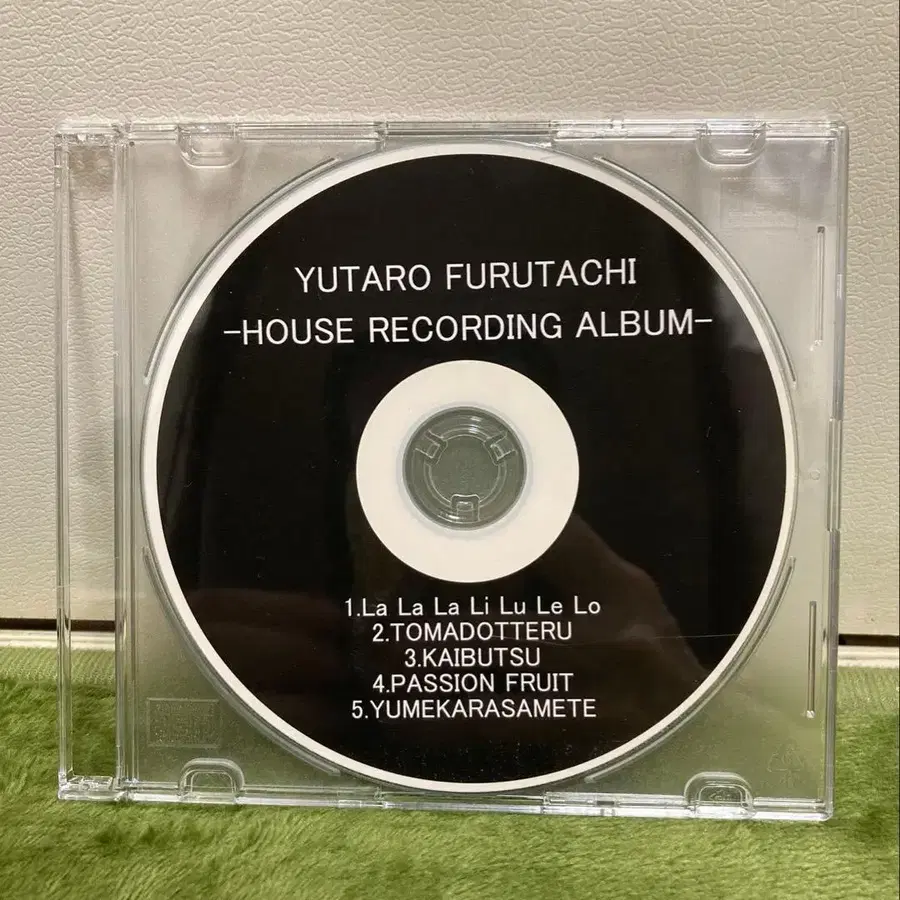 YUTARO FURUTACHI
-HOUSE RECORDING ALBUM-
1.La La La Li Lu Le Lo
2.TOMADOTTERU
3.KAIBUTSU
4.PASSION FRUIT
5.YUMEKARASAMETE